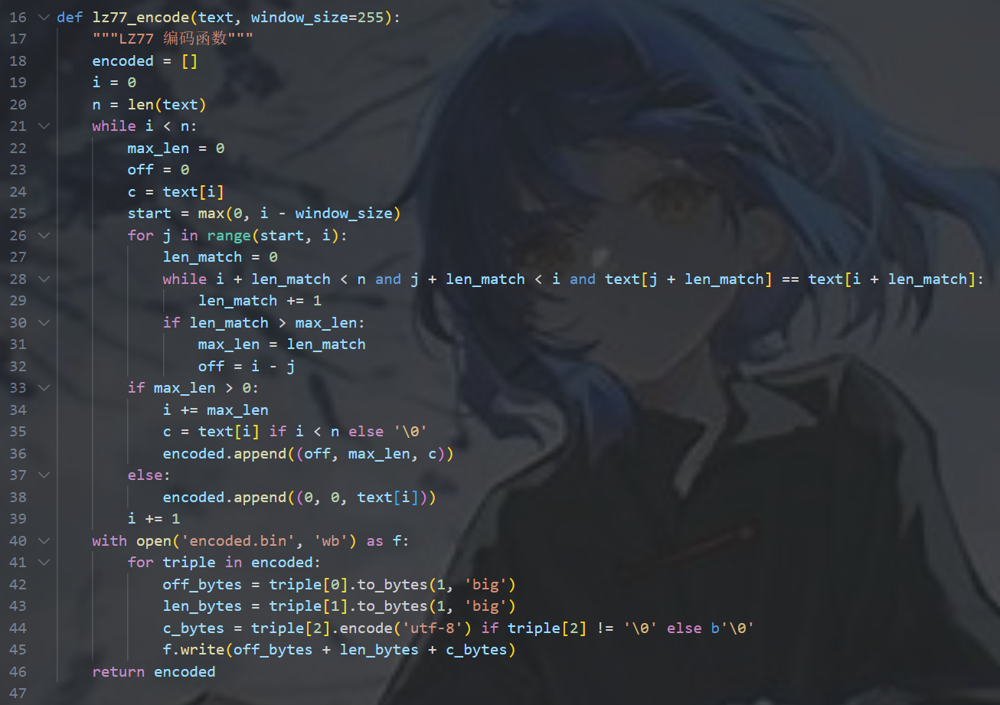 16 def lz77_encode(text, window_size=255):
17     """LZ77 编码函数"""
18     encoded = []
19     i = 0
20     n = len(text)
21     while i < n:
22         max_len = 0
23         off = 0
24         c = text[i]
25         start = max(0, i - window_size)
26         for j in range(start, i):
27             len_match = 0
28             while i + len_match < n and j + len_match < i and text[j + len_match] == text[i + len_match]:
29                 len_match += 1
30             if len_match > max_len:
31                 max_len = len_match
32                 off = i - j
33         if max_len > 0:
34             i += max_len
35             c = text[i] if i < n else '\0'
36             encoded.append((off, max_len, c))
37         else:
38             encoded.append((0, 0, text[i]))
39         i += 1
40     with open('encoded.bin', 'wb') as f:
41         for triple in encoded:
42             off_bytes = triple[0].to_bytes(1, 'big')
43             len_bytes = triple[1].to_bytes(1, 'big')
44             c_bytes = triple[2].encode('utf-8') if triple[2] != '\0' else b'\0'
45             f.write(off_bytes + len_bytes + c_bytes)
46     return encoded
47